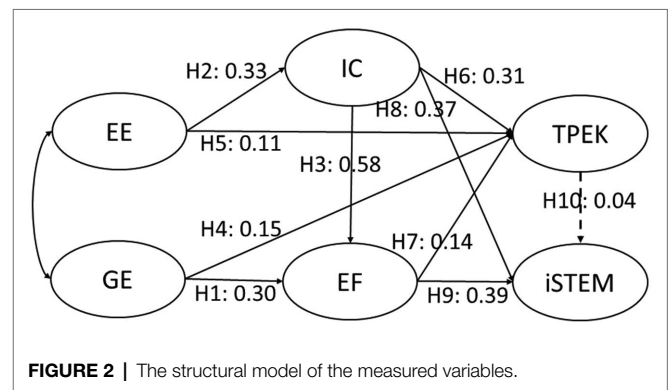 IC
H2: 0.33
H6: 0.31
H8: 0.37
EE
TPEK
H5: 0.11
H3: 0.58
H10: 0.04
H4: 0.15
H7: 0.14
GE
EF
iSTEM
H1: 0.30
H9: 0.39
FIGURE 2 | The structural model of the measured variables.